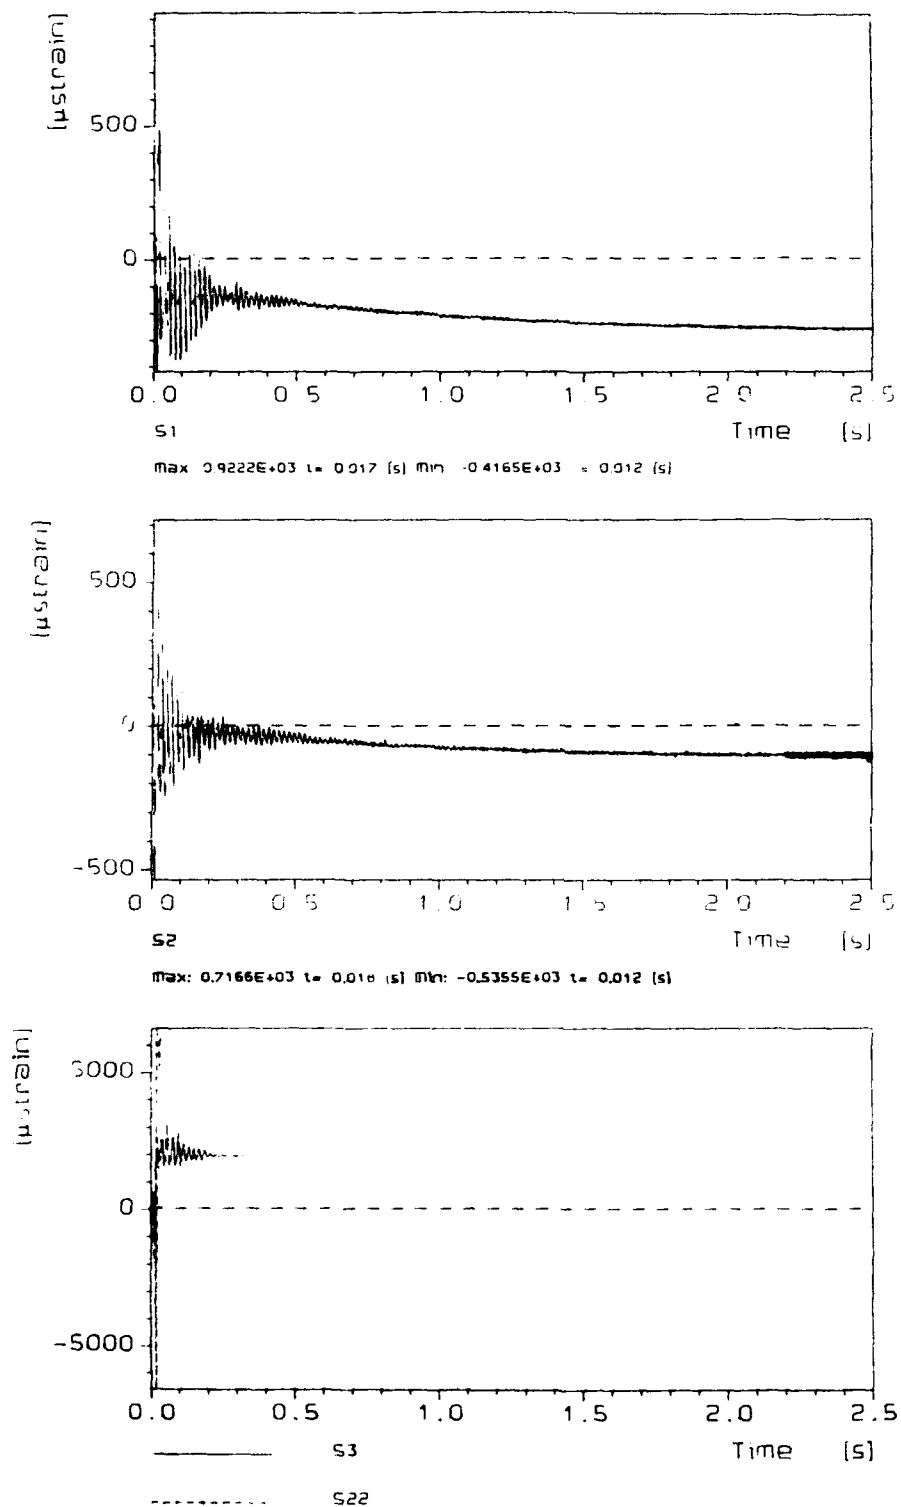 [µstrain]
500
0
0.0 0.5 1.0 1.5 2.0 2.5
S1
Time [s]
max 0.9222E+03 t= 0.017 [s] min -0.4165E+03 = 0.012 [s]
[µstrain]
500
0
-500
0.0 0.5 1.0 1.5 2.0 2.5
S2
Time [s]
max: 0.7166E+03 t= [s] min: -0.5355E+03 t= 0.012 [s]
[µstrain]
5000
0
-5000
0.0 0.5 1.0 1.5 2.0 2.5
Time [s]
S3
S22